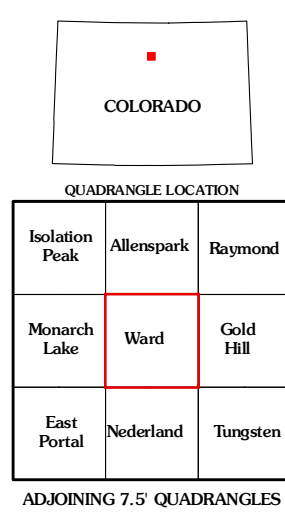 COLORADO
QUADRANGLE LOCATION
Isolation
Peak
Allenspark
Raymond
Monarch
Lake
Ward
Gold
Hill
East
Portal
Nederland
Tungsten
ADJOINING 7.5' QUADRANGLES